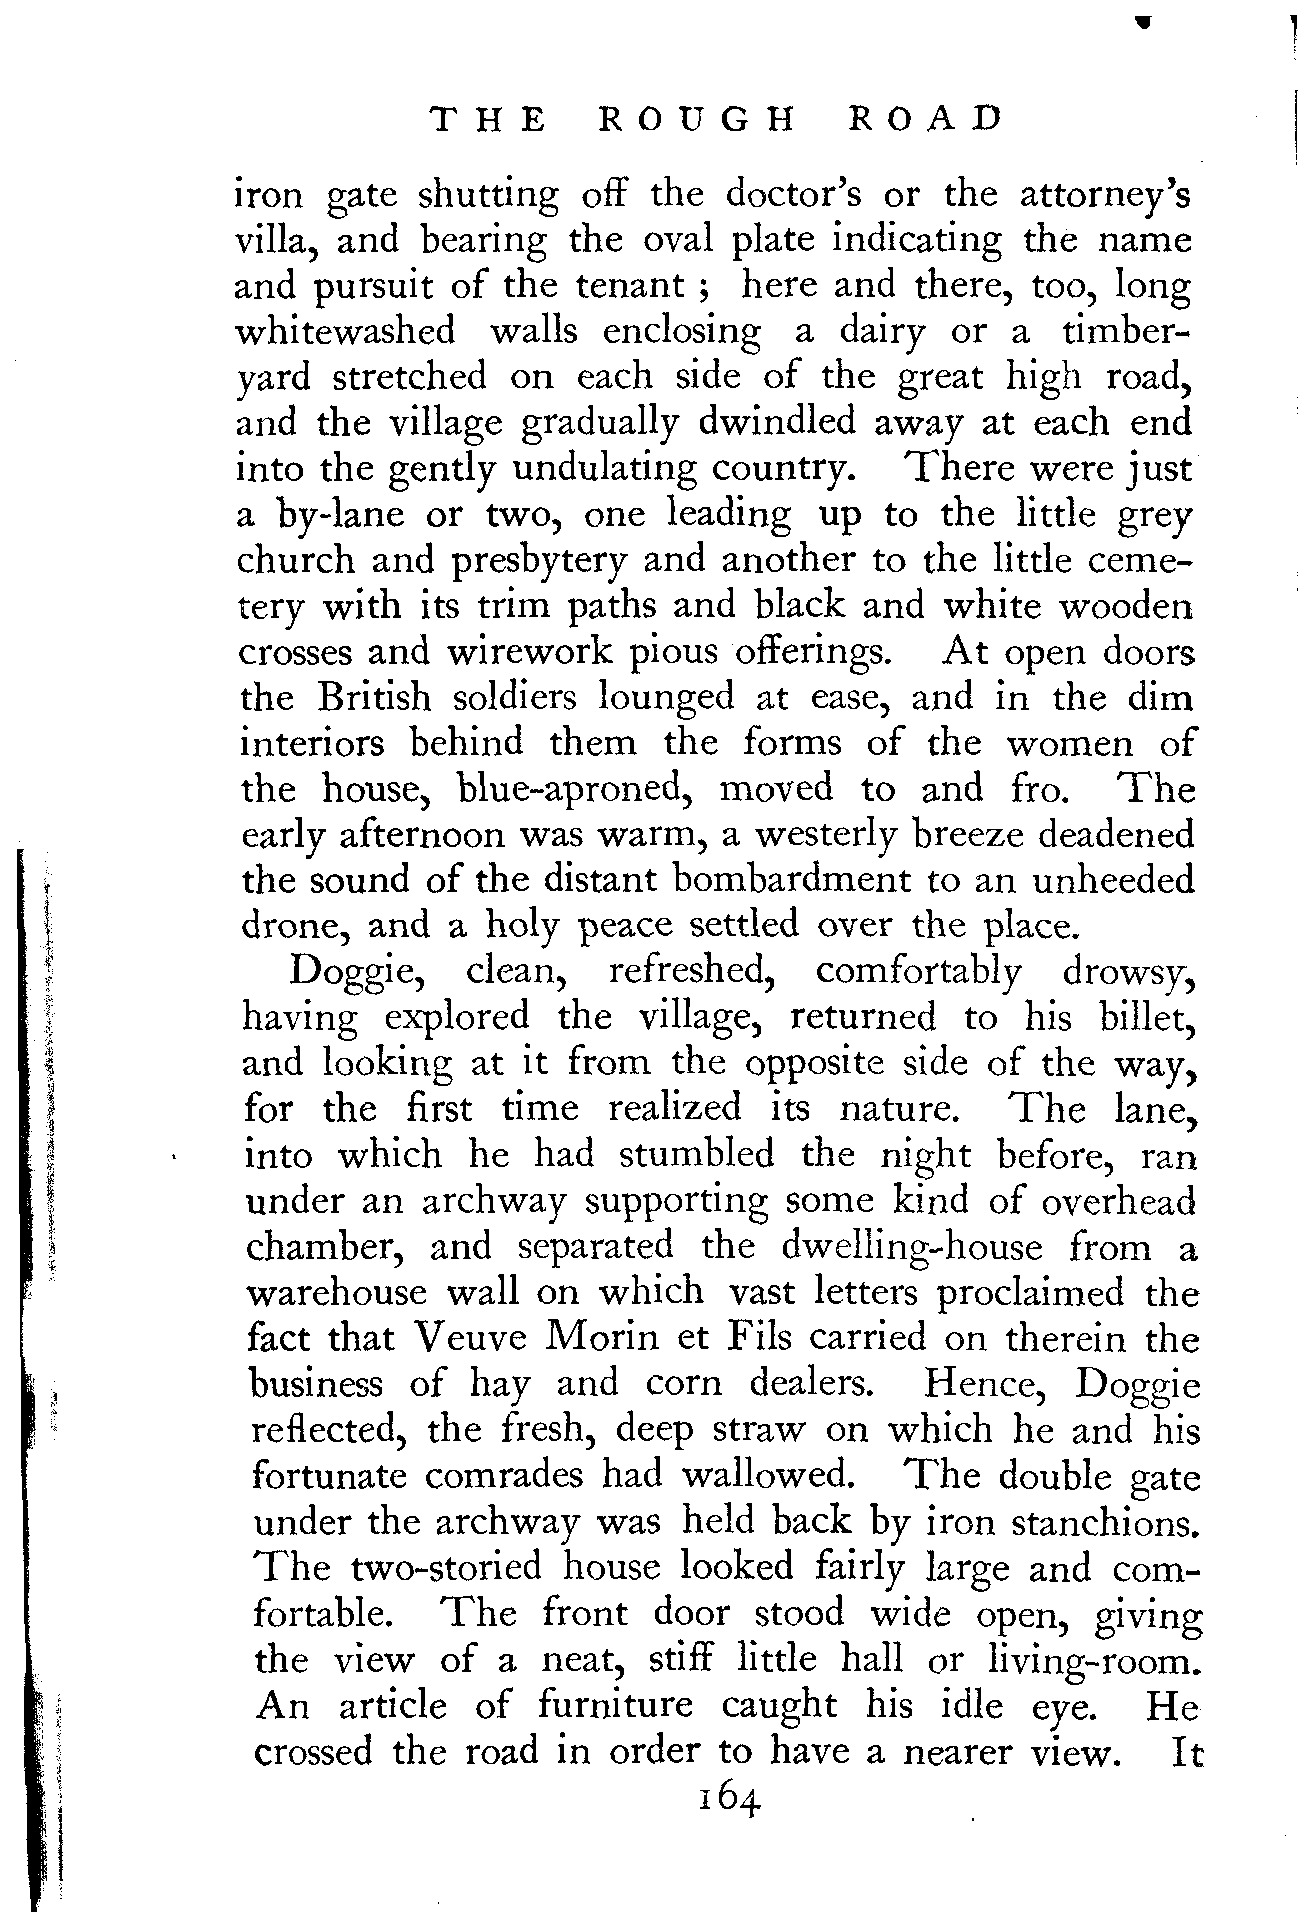 THE ROUGH ROAD
iron gate shutting off the doctor's or the attorney's
villa, and bearing the oval plate indicating the name
and pursuit of the tenant ; here and there, too, long
whitewashed walls enclosing a dairy or a timber-
yard stretched on each side of the great high road,
and the village gradually dwindled away at each end
into the gently undulating country. There were just
a by-lane or two, one leading up to the little grey
church and presbytery and another to the little ceme-
tery with its trim paths and black and white wooden
crosses and wirework pious offerings. At open doors
the British soldiers lounged at ease, and in the dim
interiors behind them the forms of the women of
the house, blue-aproned, moved to and fro. The
early afternoon was warm, a westerly breeze deadened
the sound of the distant bombardment to an unheeded
drone, and a holy peace settled over the place.
Doggie, clean, refreshed, comfortably drowsy,
having explored the village, returned to his billet,
and looking at it from the opposite side of the way,
for the first time realized its nature. The lane,
into which he had stumbled the night before, ran
under an archway supporting some kind of overhead
chamber, and separated the dwelling-house from a
warehouse wall on which vast letters proclaimed the
fact that Veuve Morin et Fils carried on therein the
business of hay and corn dealers. Hence, Doggie
reflected, the fresh, deep straw on which he and his
fortunate comrades had wallowed. The double gate
under the archway was held back by iron stanchions.
The two-storied house looked fairly large and com-
fortable. The front door stood wide open, giving
the view of a neat, stiff little hall or living-room.
An article of furniture caught his idle eye. He
crossed the road in order to have a nearer view. It
164